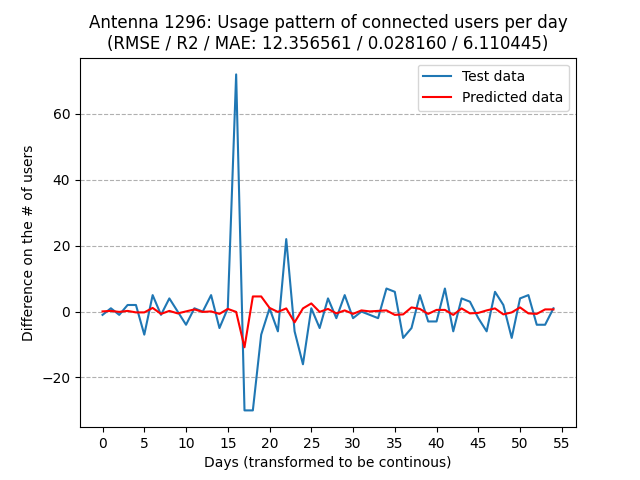 Antenna 1296: Usage pattern of connected users per day
(RMSE / R2 / MAE: 12.356561 / 0.028160 / 6.110445)
Test data
Predicted data
Difference on the # of users
60
40
20
0
−20
0 5 10 15 20 25 30 35 40 45 50 55
Days (transformed to be continous)